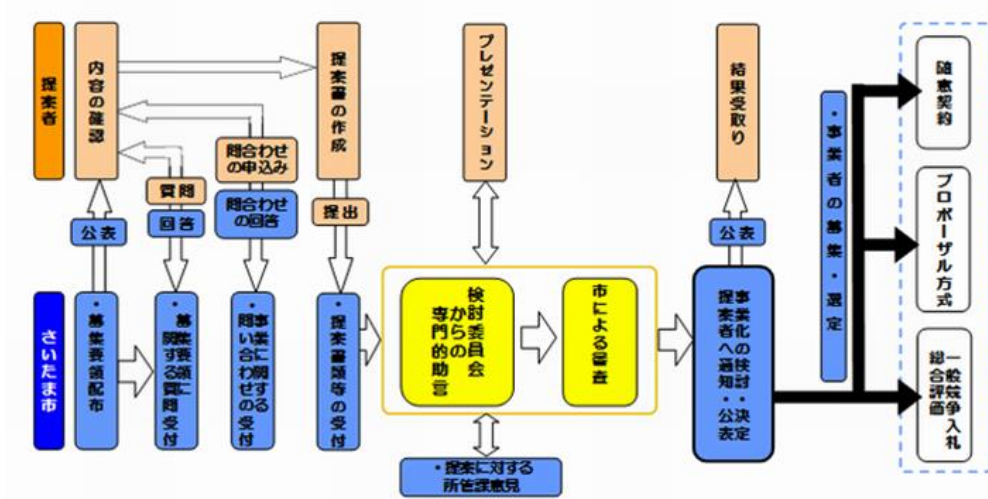 提案者
内容の確認
提案書の作成
プレゼンテーション
結果受取り
問合わせ
の申込み
質問
回答
問合わせ
の回答
提出
公表
公表
・事業者の募集・選定
随意契約
プロポーザル方式
一般競争入札
総合評価
さいたま市
・募集要領配布
・募集要領に
関する質問受付
・事業に関する
問い合わせの受付
・提案書類等の受付
検討委員会
からの
専門的助言
市による審査
事業化の検討・決定
提案者へ通知・公表
・提案に対する
所管課意見